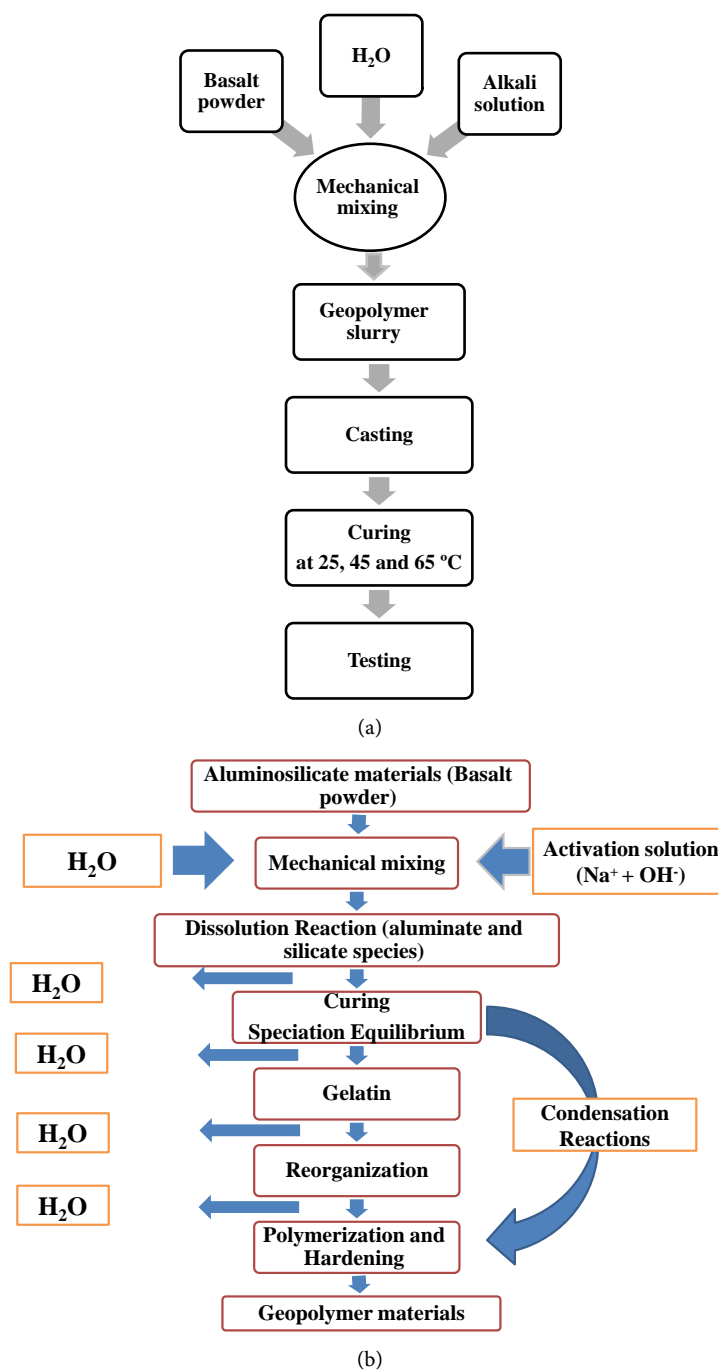 H₂O
Basalt
powder
Alkali
solution
Mechanical
mixing
Geopolymer
slurry
Casting
Curing
at 25, 45 and 65 ºC
Testing
(a)
Aluminosilicate materials (Basalt
powder)
H₂O
Mechanical mixing
Activation solution
(Na⁺ + OH⁻)
Dissolution Reaction (aluminate and
silicate species)
H₂O
Curing
Speciation Equilibrium
H₂O
Gelatin
H₂O
Condensation
Reactions
Reorganization
H₂O
Polymerization and
Hardening
Geopolymer materials
(b)